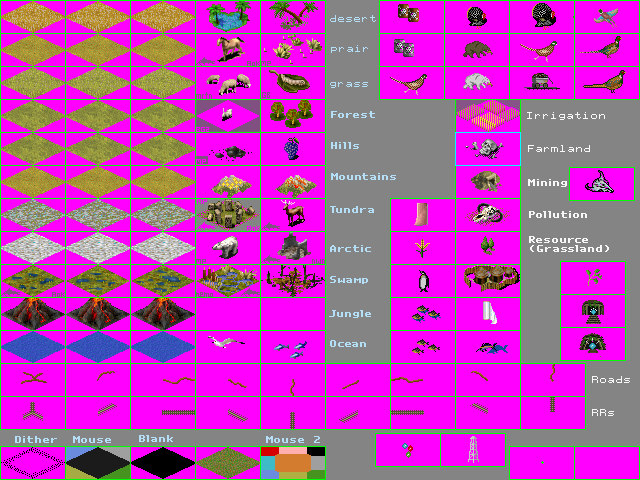 desert
prair
grass
Forest
Irrigation
Hills
Farmland
Mountains
Mining
Tundra
Pollution
Arctic
Resource
(Grassland)
Swamp
Jungle
Ocean
Roads
RRs
Dither
Mouse
Blank
Mouse 2